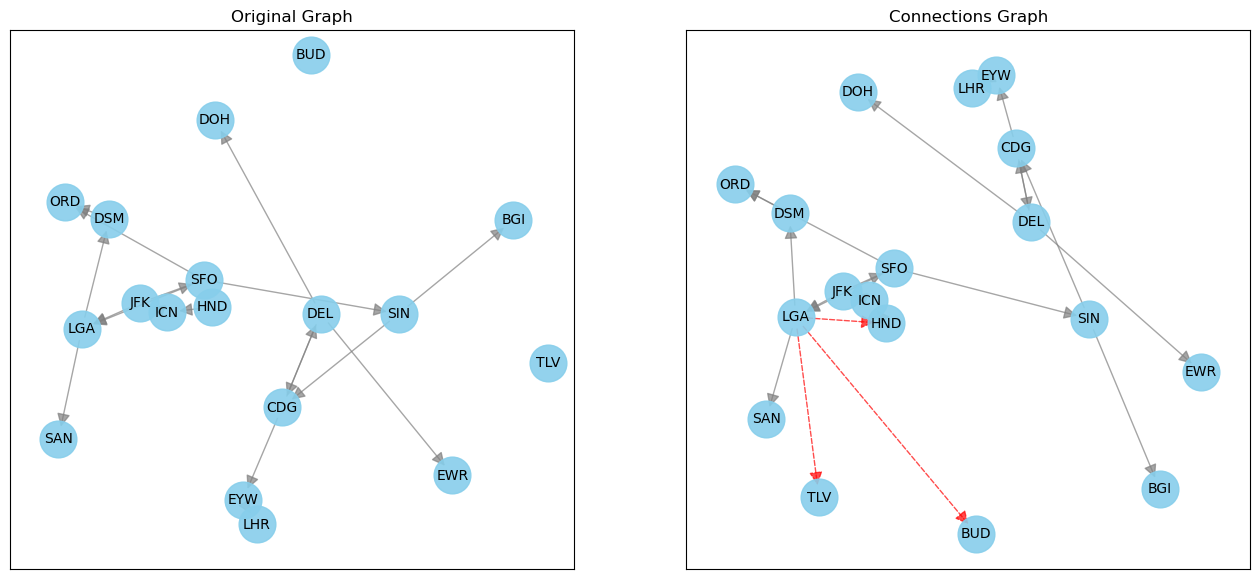 Original Graph
BUD
DOH
ORD
DSM
BGI
SFO
JFK
ICN
HND
LGA
DEL
SIN
TLV
CDG
SAN
EWR
EYW
LHR
Connections Graph
EYW
LHR
DOH
CDG
ORD
DSM
DEL
SFO
JFK
ICN
LGA
HND
SIN
EWR
SAN
BGI
TLV
BUD